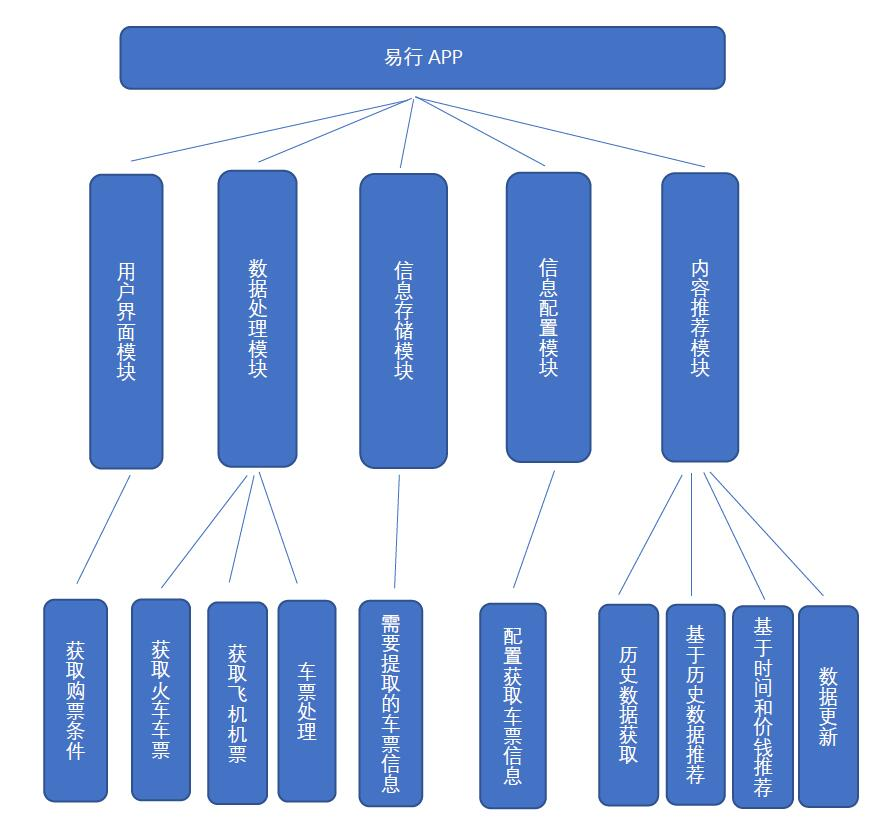 易行 APP
用户界面模块
数据处理模块
信息存储模块
信息配置模块
内容推荐模块
获取购票条件
获取火车车票
获取飞机机票
车票处理
需要提取的车票信息
配置获取车票信息
历史数据获取
基于历史数据推荐
基于时间和价钱推荐
数据更新